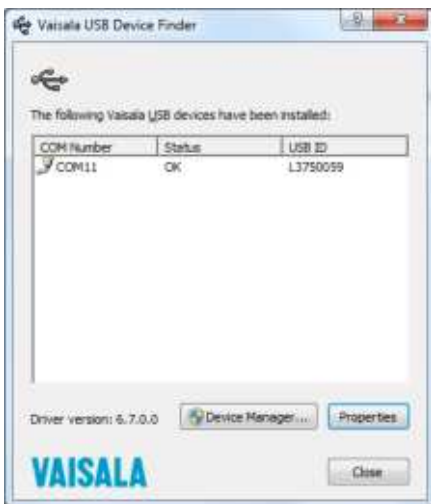 Vaisala USB Device Finder
The following Vaisala USB devices have been installed:
COM Number Status USB ID
COM11 OK L3750059
Driver version: 6.7.0.0 Device Manager... Properties
VAISALA Close